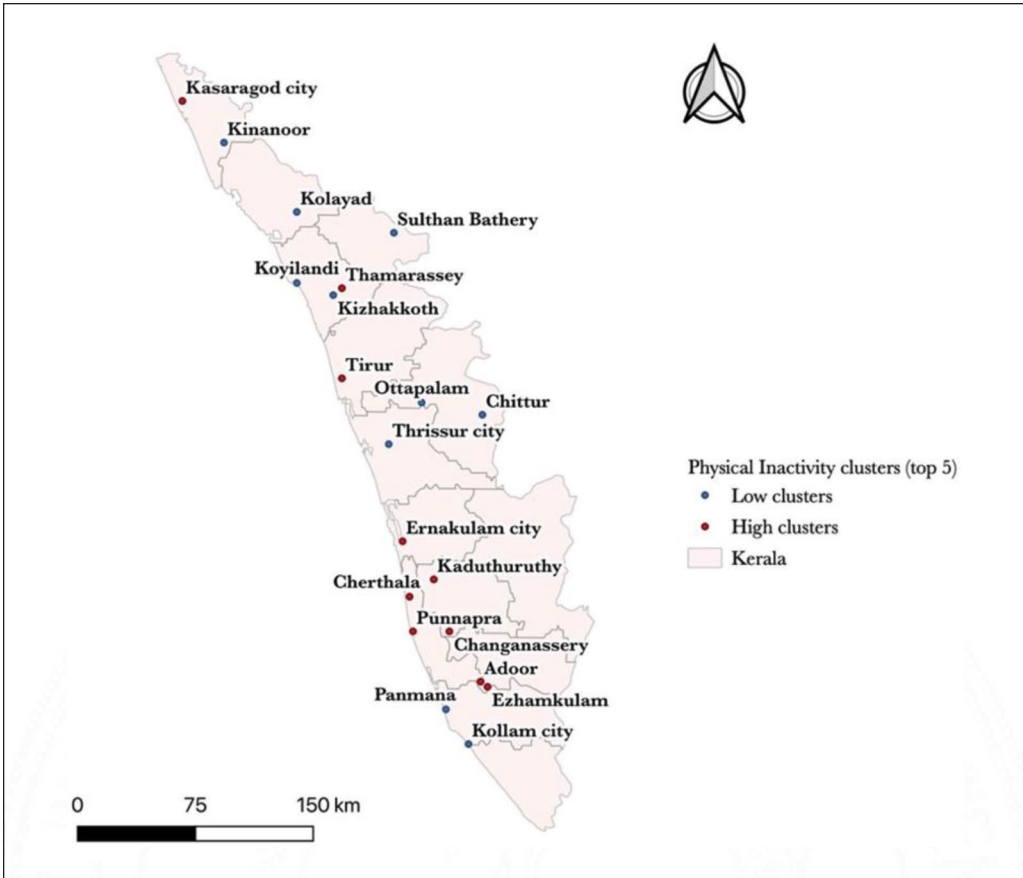 Kasaragod city
Kinanoor
Kolayad
Sulthan Bathery
Koyilandi
Thamarassey
Kizhakkoth
Tirur
Ottapalam
Chittur
Thrissur city
Physical Inactivity clusters (top 5)
Low clusters
High clusters
Kerala
Ernakulam city
Kaduthuruthy
Cherthala
Punnapra
Changanassery
Adoor
Panmana
Ezhamkulam
Kollam city
0 75 150 km